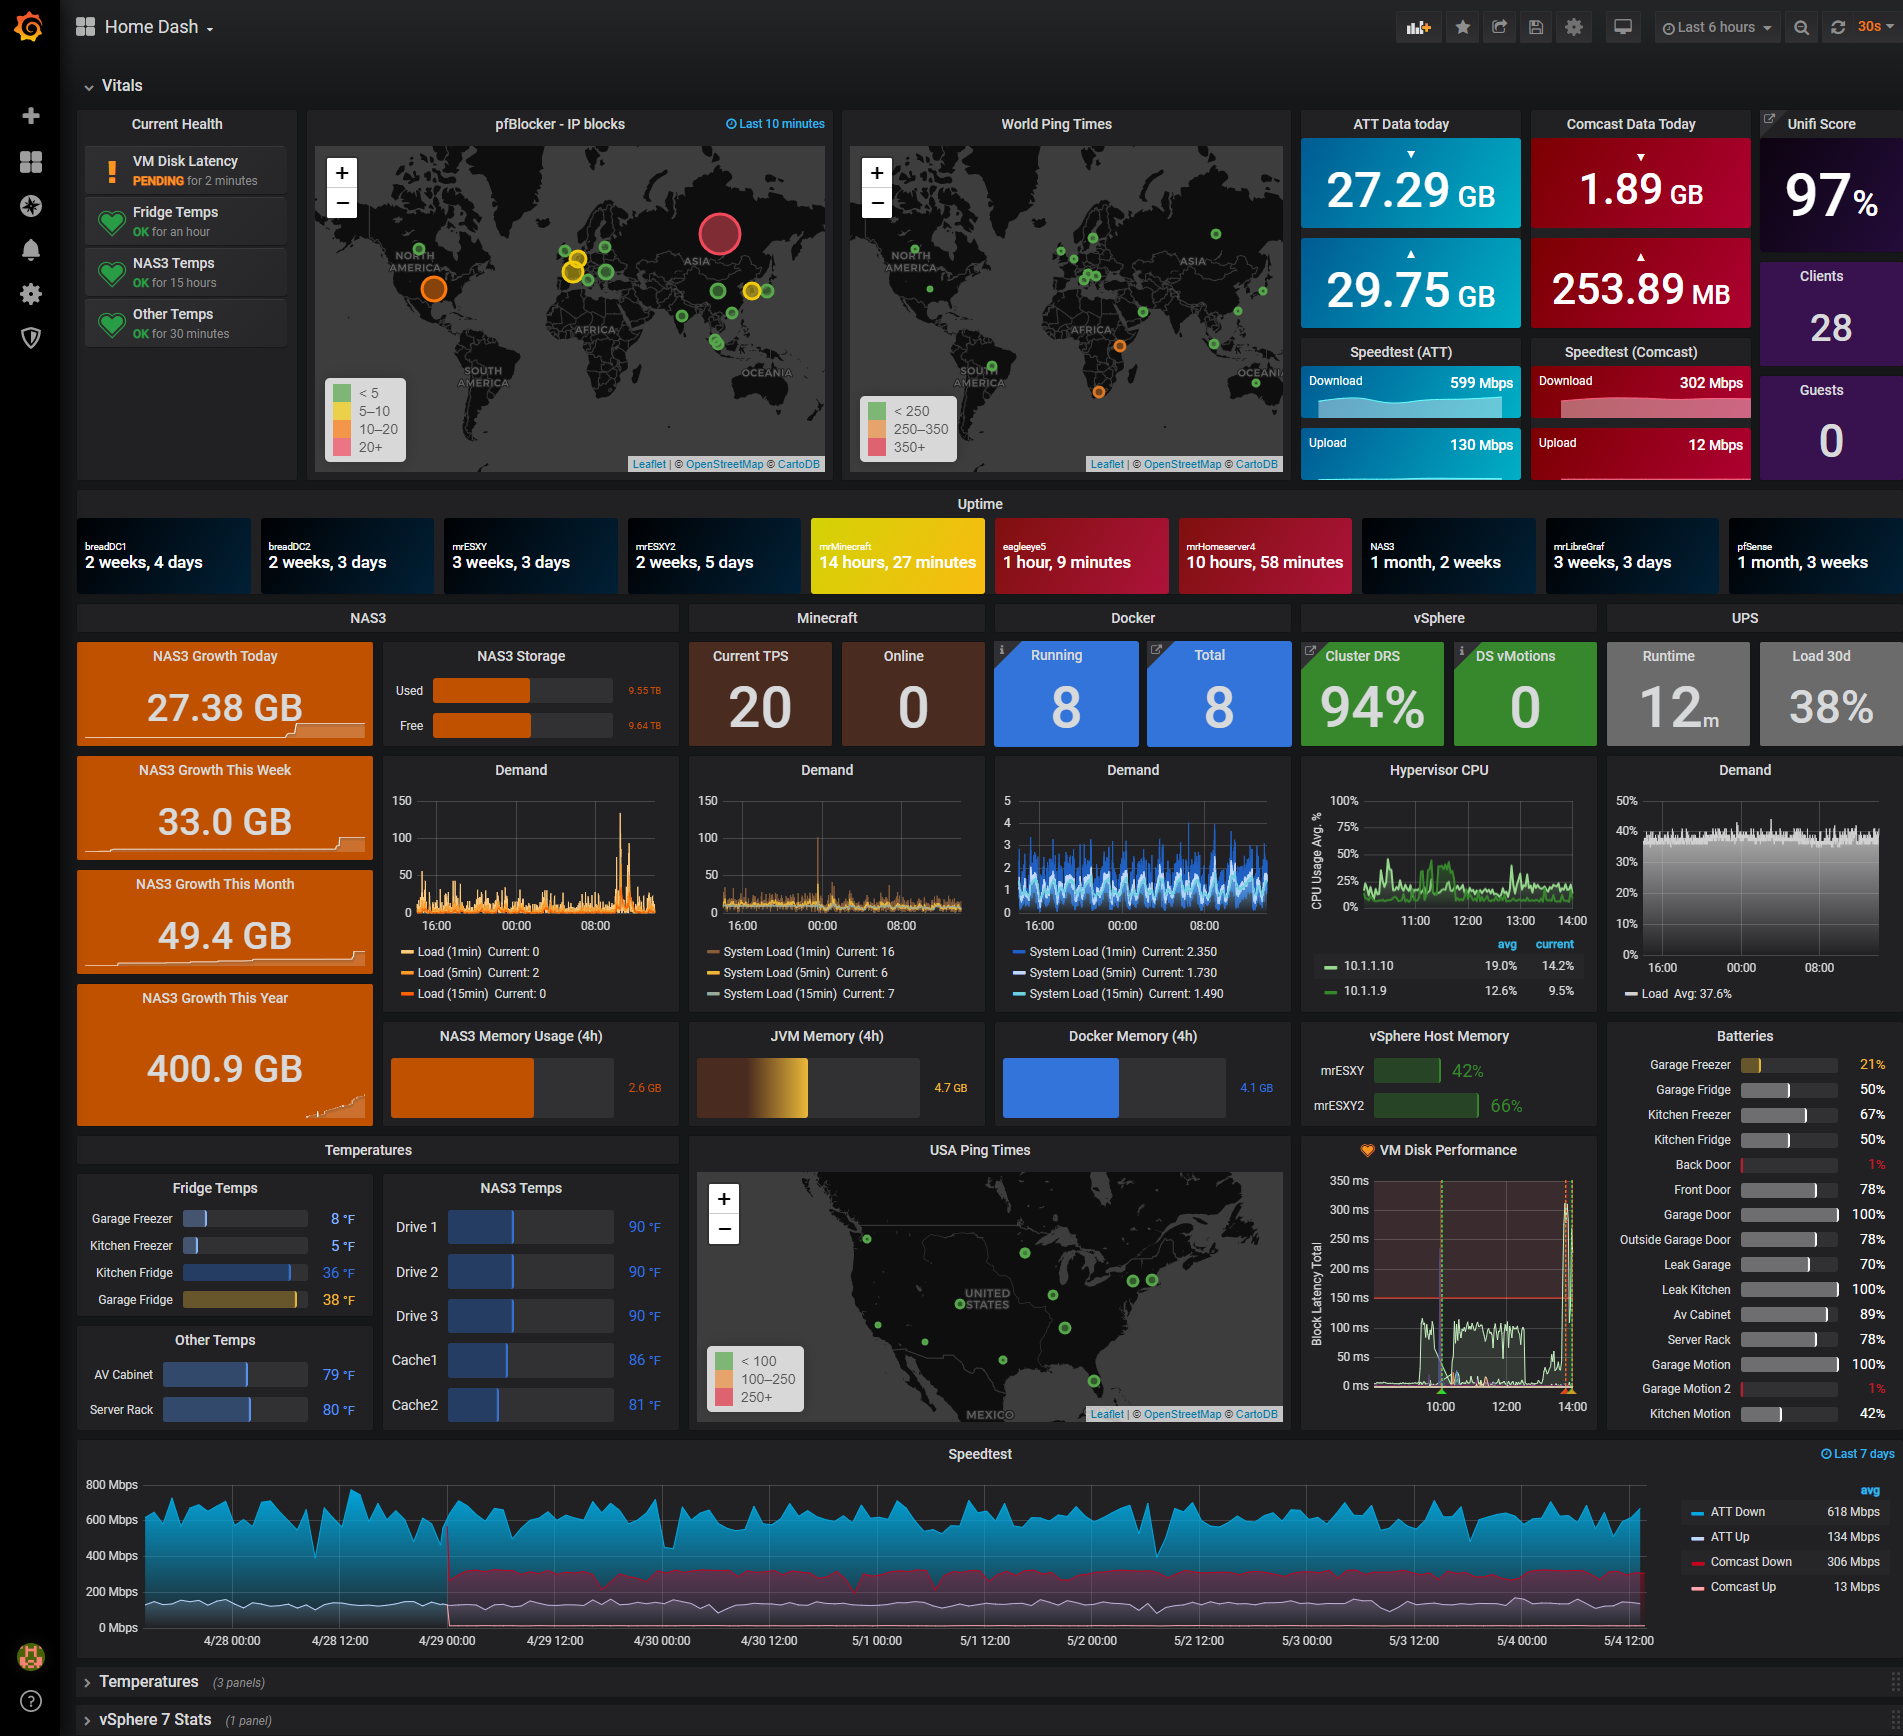 Home Dash
Last 6 hours
30s
Vitals
Current Health
VM Disk Latency
PENDING for 2 minutes
Fridge Temps
OK for an hour
NAS3 Temps
OK for 15 hours
Other Temps
OK for 30 minutes
pfBlocker - IP blocks
Last 10 minutes
+
−
NORTH AMERICA
ASIA
AFRICA
SOUTH AMERICA
OCEANIA
< 5
5–10
10–20
20+
Leaflet | © OpenStreetMap © CartoDB
World Ping Times
+
−
NORTH AMERICA
ASIA
AFRICA
SOUTH AMERICA
OCEANI
< 250
250–350
350+
Leaflet | © OpenStreetMap © CartoDB
ATT Data today
27.29 GB
29.75 GB
Comcast Data Today
1.89 GB
253.89 MB
Speedtest (ATT)
Download 599 Mbps
Upload 130 Mbps
Speedtest (Comcast)
Download 302 Mbps
Upload 12 Mbps
Unifi Score
97%
Clients
28
Guests
0
Uptime
breadDC1
2 weeks, 4 days
breadDC2
2 weeks, 3 days
mrESXY
3 weeks, 3 days
mrESXY2
2 weeks, 5 days
mrMinecraft
14 hours, 27 minutes
eagleeye5
1 hour, 9 minutes
mrHomeserver4
10 hours, 58 minutes
NAS3
1 month, 2 weeks
mrLibreGraf
3 weeks, 3 days
pfSense
1 month, 3 weeks
NAS3
Minecraft
Docker
vSphere
UPS
NAS3 Growth Today
27.38 GB
NAS3 Storage
Used 9.55 TB
Free 9.64 TB
Current TPS
20
Online
0
Running
8
Total
8
Cluster DRS
94%
DS vMotions
0
Runtime
12m
Load 30d
38%
NAS3 Growth This Week
33.0 GB
NAS3 Growth This Month
49.4 GB
NAS3 Growth This Year
400.9 GB
Demand
150
100
50
0
16:00 00:00 08:00
Load (1min) Current: 0
Load (5min) Current: 2
Load (15min) Current: 0
Demand
150
100
50
0
16:00 00:00 08:00
System Load (1min) Current: 16
System Load (5min) Current: 6
System Load (15min) Current: 7
Demand
5
4
3
2
1
0
16:00 00:00 08:00
System Load (1min) Current: 2.350
System Load (5min) Current: 1.730
System Load (15min) Current: 1.490
Hypervisor CPU
CPU Usage Avg. %
100%
75%
50%
25%
0%
11:00 12:00 13:00 14:00
avg current
10.1.1.10 19.0% 14.2%
10.1.1.9 12.6% 9.5%
Demand
50%
40%
30%
20%
10%
0%
16:00 00:00 08:00
Load Avg: 37.6%
NAS3 Memory Usage (4h)
2.6 GB
JVM Memory (4h)
4.7 GB
Docker Memory (4h)
4.1 GB
vSphere Host Memory
mrESXY 42%
mrESXY2 66%
Batteries
Garage Freezer 21%
Garage Fridge 50%
Kitchen Freezer 67%
Kitchen Fridge 50%
Back Door 1%
Front Door 78%
Garage Door 100%
Outside Garage Door 78%
Leak Garage 70%
Leak Kitchen 100%
Av Cabinet 89%
Server Rack 78%
Garage Motion 100%
Garage Motion 2 1%
Kitchen Motion 42%
Temperatures
Fridge Temps
Garage Freezer 8 °F
Kitchen Freezer 5 °F
Kitchen Fridge 36 °F
Garage Fridge 38 °F
Other Temps
AV Cabinet 79 °F
Server Rack 80 °F
NAS3 Temps
Drive 1 90 °F
Drive 2 90 °F
Drive 3 90 °F
Cache1 86 °F
Cache2 81 °F
USA Ping Times
+
−
UNITED STATES
MEXICO
< 100
100–250
250+
Leaflet | © OpenStreetMap © CartoDB
VM Disk Performance
Block Latency Total
350 ms
300 ms
250 ms
200 ms
150 ms
100 ms
50 ms
0 ms
10:00 12:00 14:00
Speedtest
Last 7 days
800 Mbps
600 Mbps
400 Mbps
200 Mbps
0 Mbps
4/28 00:00 4/28 12:00 4/29 00:00 4/29 12:00 4/30 00:00 4/30 12:00 5/1 00:00 5/1 12:00 5/2 00:00 5/2 12:00 5/3 00:00 5/3 12:00 5/4 00:00 5/4 12:00
avg
ATT Down 618 Mbps
ATT Up 134 Mbps
Comcast Down 306 Mbps
Comcast Up 13 Mbps
Temperatures (3 panels)
vSphere 7 Stats (1 panel)